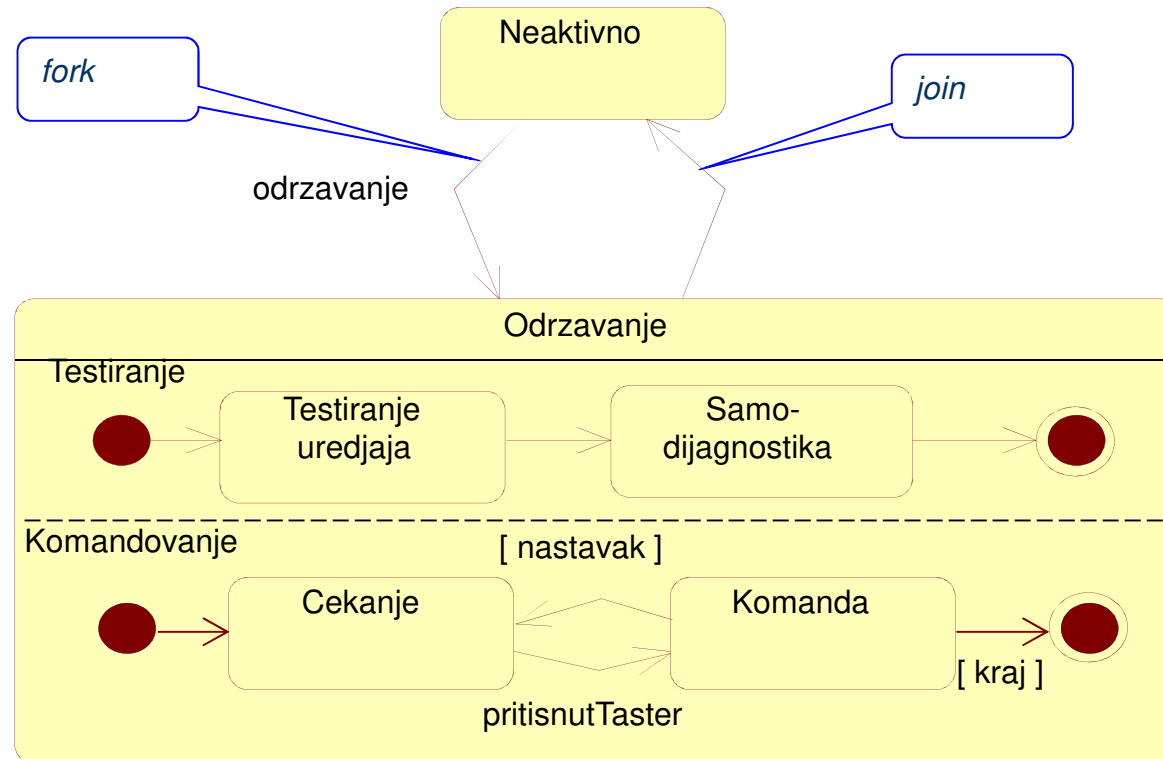 Neaktivno
fork
join
odrzavanje
Odrzavanje
Testiranje
Testiranje
uredjaja
Samo-
dijagnostika
Komandovanje
[ nastavak ]
Cekanje
Komanda
[ kraj ]
pritisnutTaster